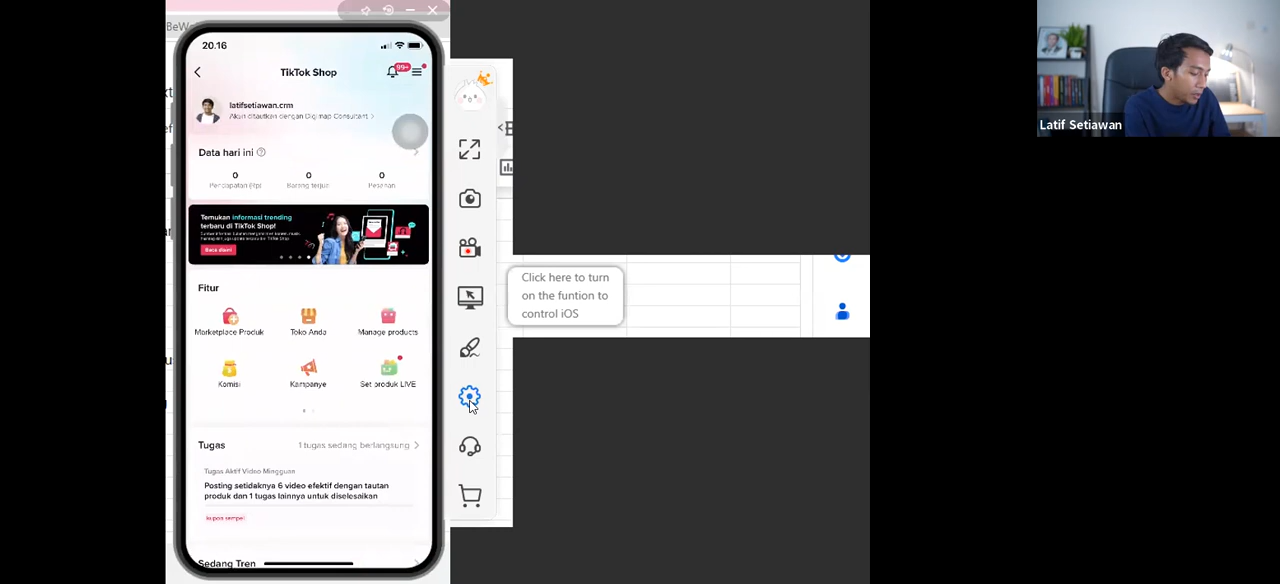 BeWo
20.16
TikTok Shop
99+
latifsetiawan.crm
Akun ditautkan dengan Digimap Consultant
Data hari ini
0 0 0
Pendapatan (Rp) Barang terjual Pesanan
Temukan informasi trending
terbaru di TikTok Shop!
Baca disini
Fitur
Marketplace Produk Toko Anda Manage products
Komisi Kampanye Set produk LIVE
Tugas 1 tugas sedang berlangsung
Tugas Aktif Video Mingguan
Posting setidaknya 6 video efektif dengan tautan
produk dan 1 tugas lainnya untuk diselesaikan
Kupon sampel
Sedang Tren
Click here to turn
on the funtion to
control iOS
Latif Setiawan